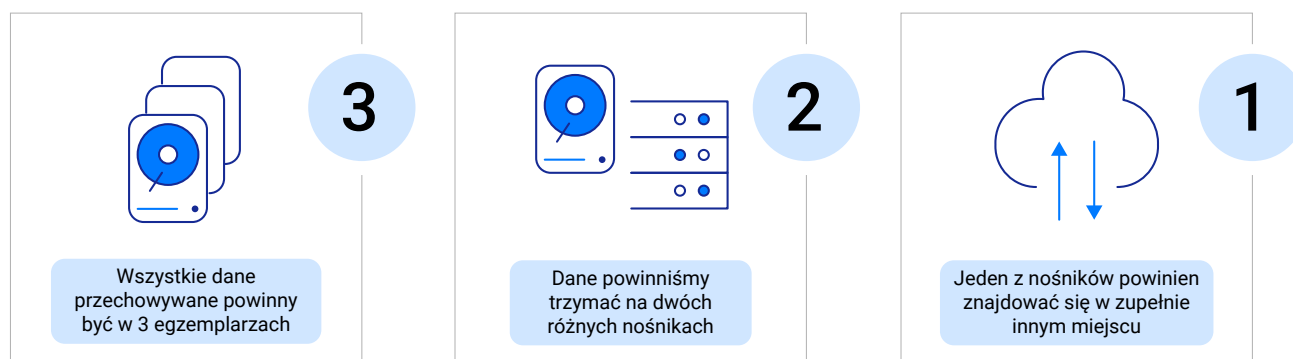 3
Wszystkie dane
przechowywane powinny
być w 3 egzemplarzach
2
Dane powinniśmy
trzymać na dwóch
różnych nośnikach
1
Jeden z nośników powinien
znajdować się w zupełnie
innym miejscu